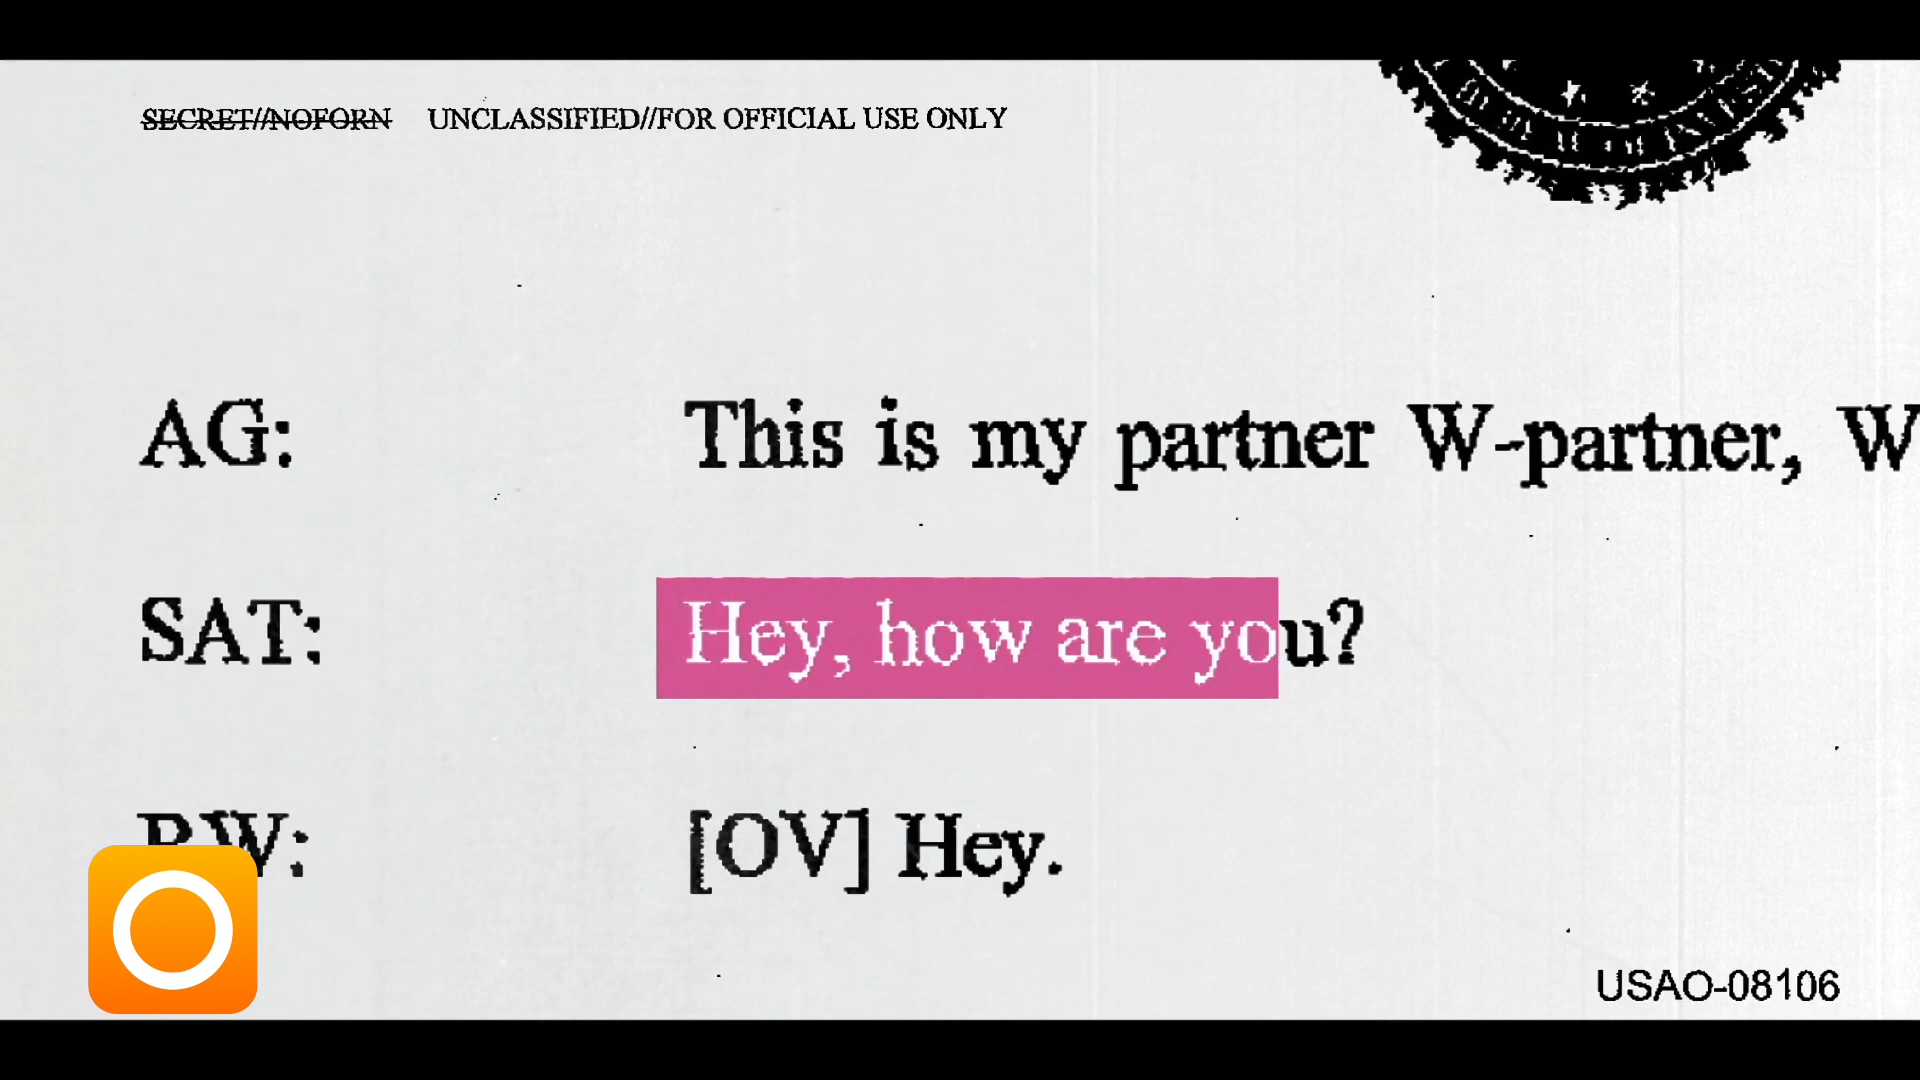 SECRET//NOFORN UNCLASSIFIED//FOR OFFICIAL USE ONLY
AG: This is my partner W-partner, W
SAT: Hey, how are you?
RW: [OV] Hey.
USAO-08106